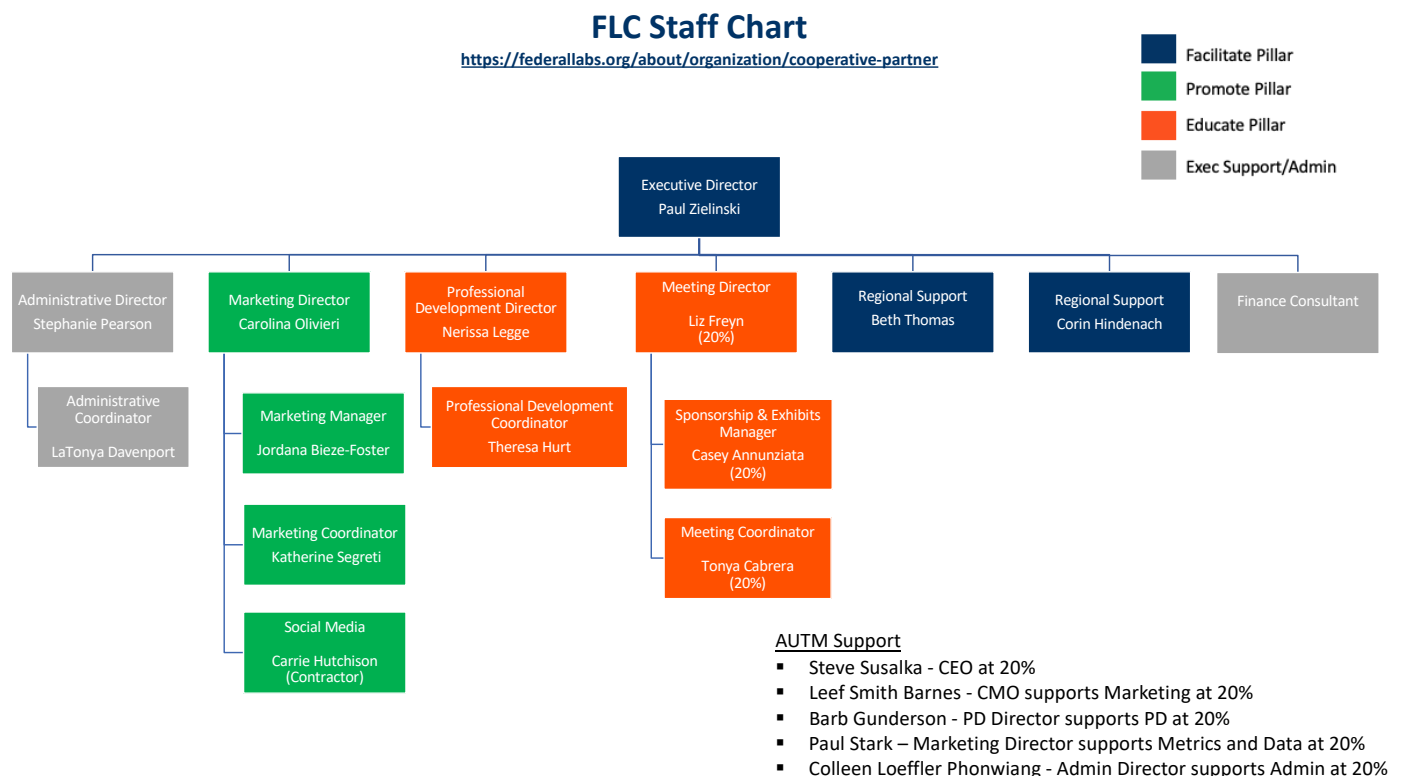 FLC Staff Chart
https://federallabs.org/about/organization/cooperative-partner
Facilitate Pillar
Promote Pillar
Educate Pillar
Exec Support/Admin
Executive Director
Paul Zielinski
Administrative Director
Stephanie Pearson
Marketing Director
Carolina Olivieri
Professional
Development Director
Nerissa Legge
Meeting Director
Liz Freyn
(20%)
Regional Support
Beth Thomas
Regional Support
Corin Hindenach
Finance Consultant
Administrative
Coordinator
LaTonya Davenport
Marketing Manager
Jordana Bieze-Foster
Professional Development
Coordinator
Theresa Hurt
Sponsorship & Exhibits
Manager
Casey Annunziata
(20%)
Marketing Coordinator
Katherine Segreti
Meeting Coordinator
Tonya Cabrera
(20%)
Social Media
Carrie Hutchison
(Contractor)
AUTM Support
▪ Steve Susalka - CEO at 20%
▪ Leef Smith Barnes - CMO supports Marketing at 20%
▪ Barb Gunderson - PD Director supports PD at 20%
▪ Paul Stark – Marketing Director supports Metrics and Data at 20%
▪ Colleen Loeffler Phonwiang - Admin Director supports Admin at 20%